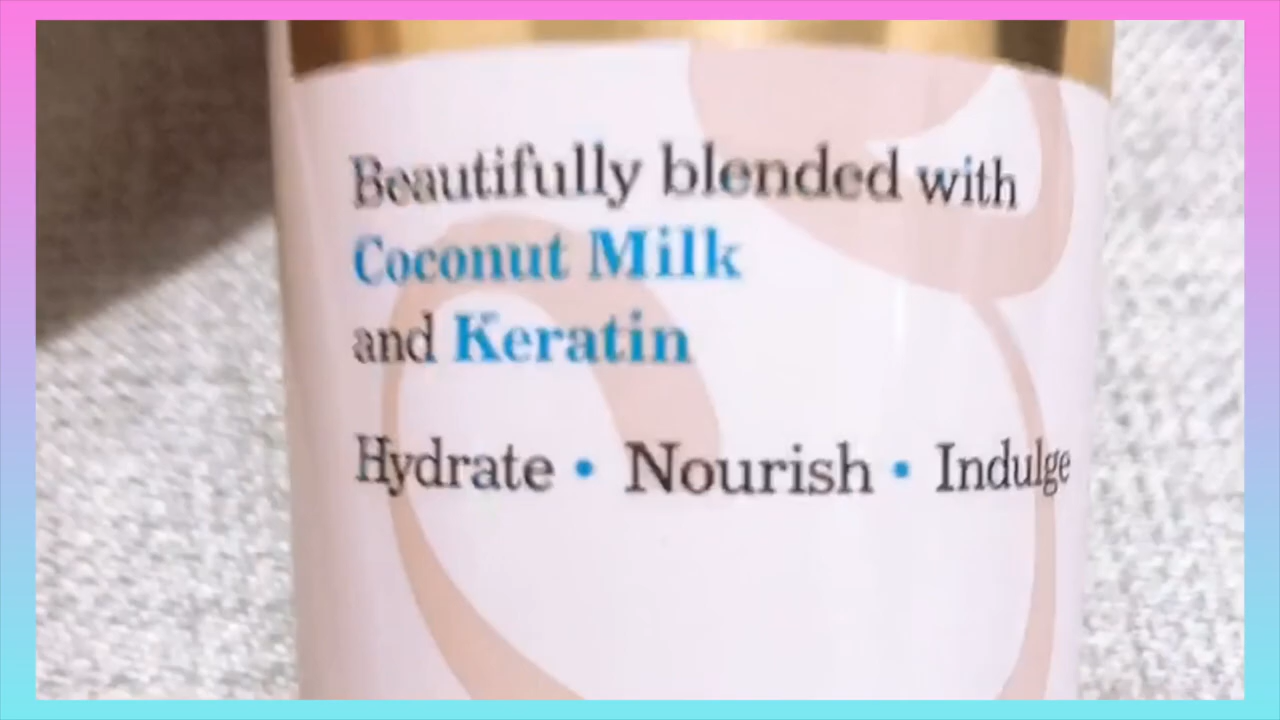 Beautifully blended with
Coconut Milk
and Keratin
Hydrate • Nourish • Indulge